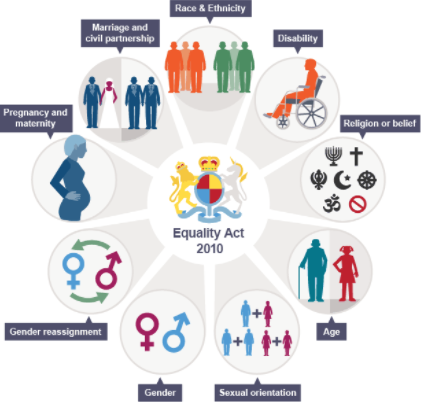 Race & Ethnicity
Marriage and
civil partnership
Disability
Pregnancy and
maternity
Religion or belief
Equality Act
2010
Gender reassignment
Age
Gender
Sexual orientation